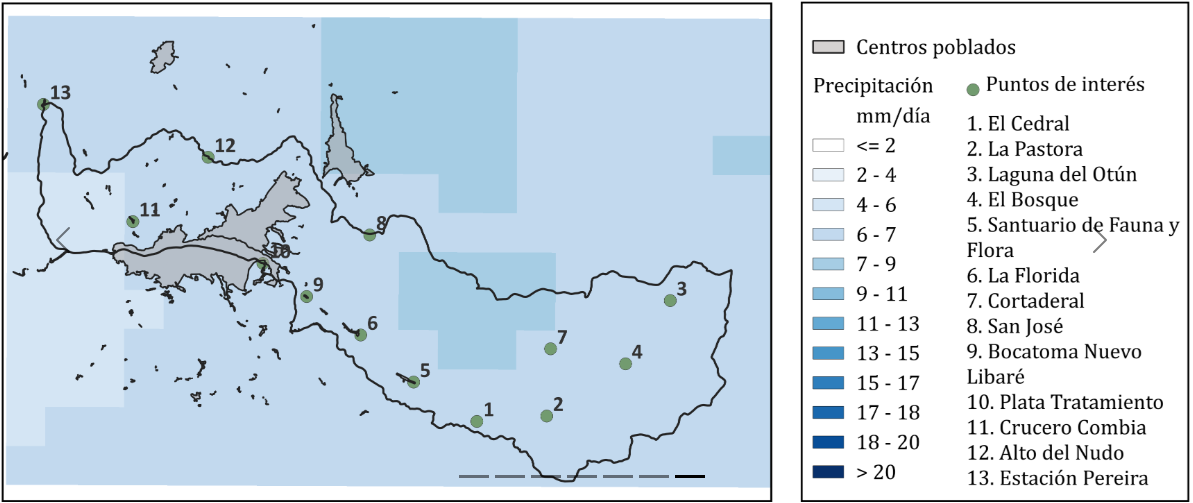 13
12
11
8
10
9
3
6
7
4
5
1
2
Centros poblados
Precipitación
mm/día
<= 2
2 - 4
4 - 6
6 - 7
7 - 9
9 - 11
11 - 13
13 - 15
15 - 17
17 - 18
18 - 20
> 20
Puntos de interés
1. El Cedral
2. La Pastora
3. Laguna del Otún
4. El Bosque
5. Santuario de Fauna y
Flora
6. La Florida
7. Cortaderal
8. San José
9. Bocatoma Nuevo
Libaré
10. Plata Tratamiento
11. Crucero Combia
12. Alto del Nudo
13. Estación Pereira